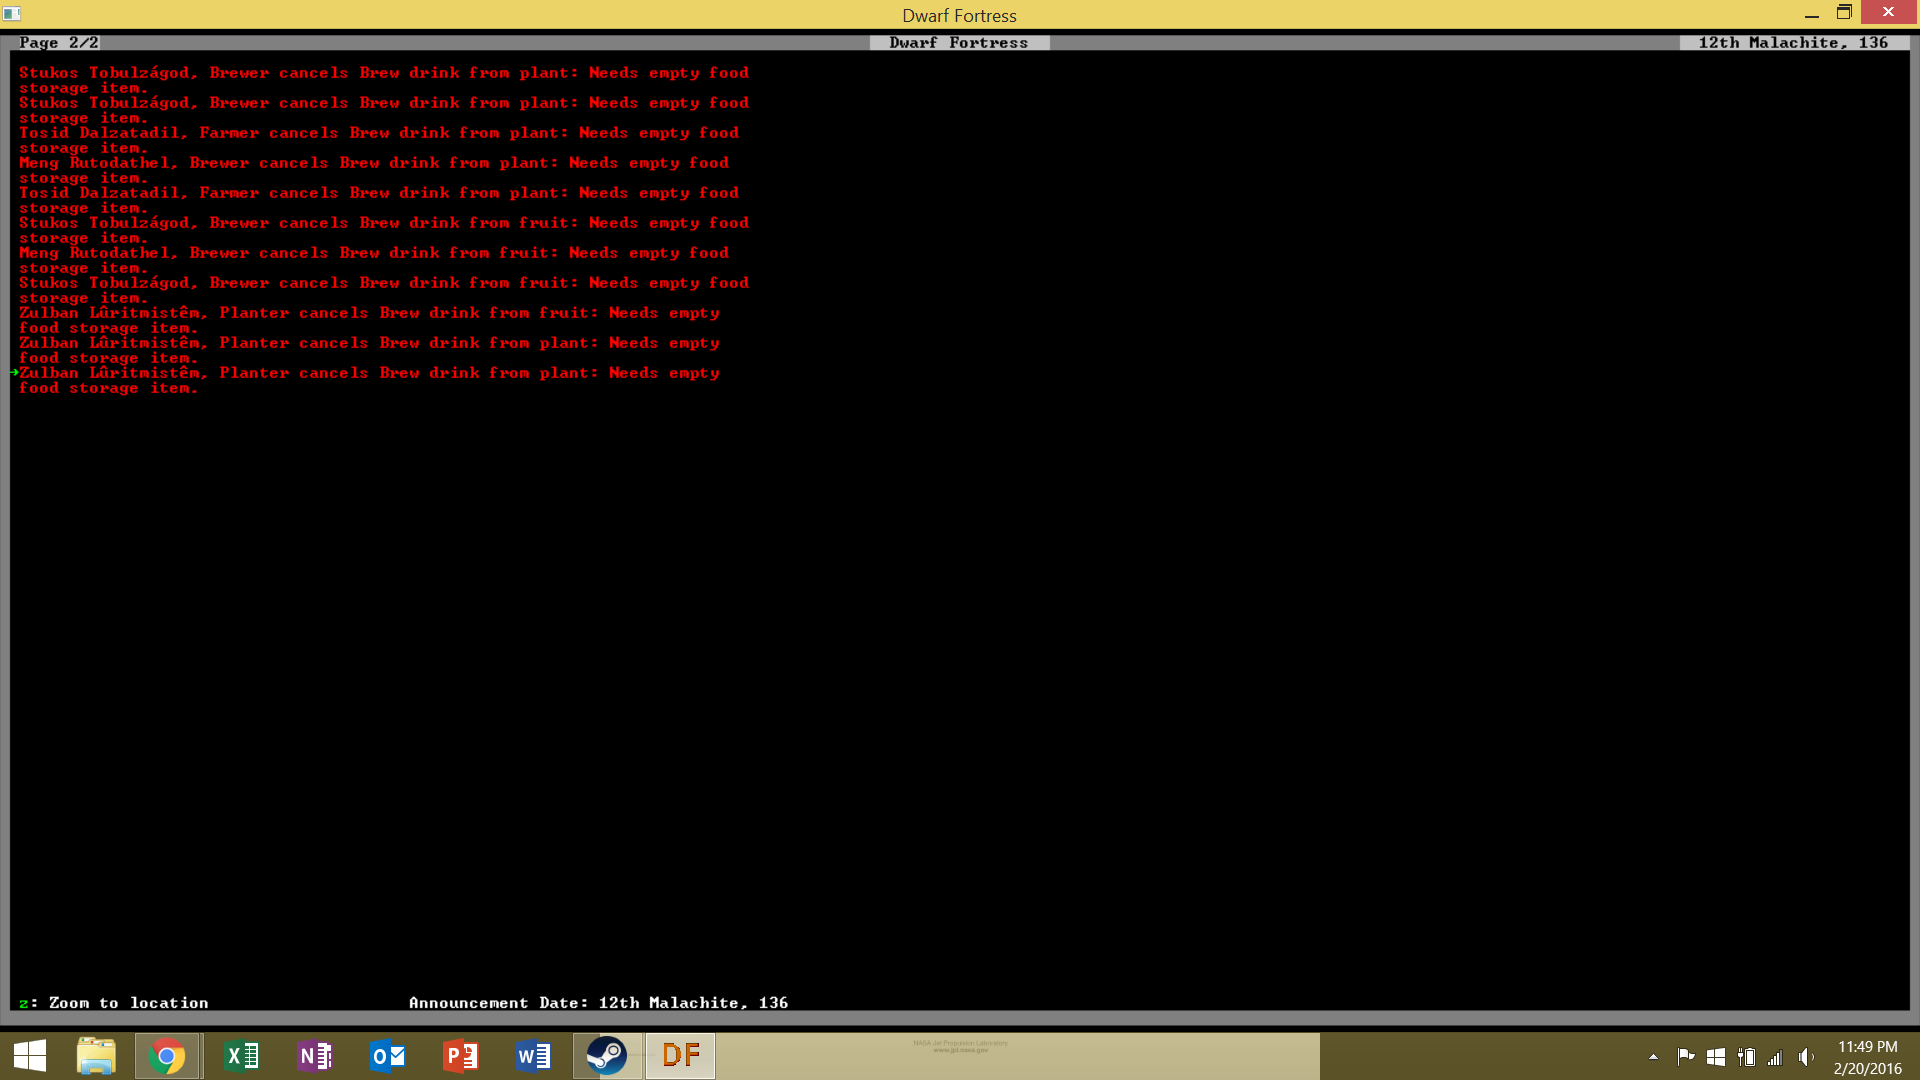 Dwarf Fortress
Page 2/2 Dwarf Fortress 12th Malachite, 136
Stukos Tobulzágod, Brewer cancels Brew drink from plant: Needs empty food
storage item.
Stukos Tobulzágod, Brewer cancels Brew drink from plant: Needs empty food
storage item.
Tosid Dalzatadil, Farmer cancels Brew drink from plant: Needs empty food
storage item.
Meng Rutodathel, Brewer cancels Brew drink from plant: Needs empty food
storage item.
Tosid Dalzatadil, Farmer cancels Brew drink from plant: Needs empty food
storage item.
Stukos Tobulzágod, Brewer cancels Brew drink from fruit: Needs empty food
storage item.
Meng Rutodathel, Brewer cancels Brew drink from fruit: Needs empty food
storage item.
Stukos Tobulzágod, Brewer cancels Brew drink from fruit: Needs empty food
storage item.
Zulban Lûritmistêm, Planter cancels Brew drink from fruit: Needs empty
food storage item.
Zulban Lûritmistêm, Planter cancels Brew drink from plant: Needs empty
food storage item.
Zulban Lûritmistêm, Planter cancels Brew drink from plant: Needs empty
food storage item.
z: Zoom to location Announcement Date: 12th Malachite, 136
NASA Jet Propulsion Laboratory
www.jpl.nasa.gov
DF
11:49 PM
2/20/2016